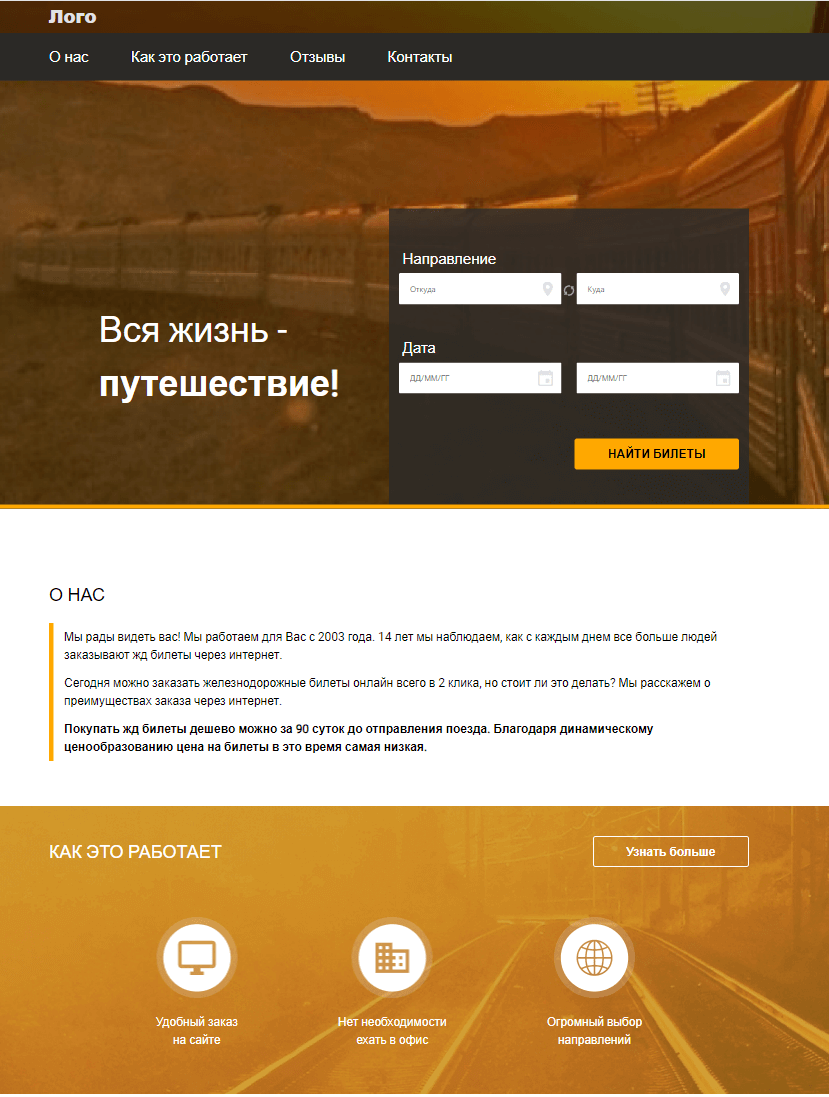 Лого
О нас Как это работает Отзывы Контакты
Направление
Откуда Куда
Вся жизнь -
путешествие!
Дата
ДД/ММ/ГГ ДД/ММ/ГГ
НАЙТИ БИЛЕТЫ
О НАС
Мы рады видеть вас! Мы работаем для Вас с 2003 года. 14 лет мы наблюдаем, как с каждым днем все больше людей
заказывают жд билеты через интернет.
Сегодня можно заказать железнодорожные билеты онлайн всего в 2 клика, но стоит ли это делать? Мы расскажем о
преимуществах заказа через интернет.
Покупать жд билеты дешево можно за 90 суток до отправления поезда. Благодаря динамическому
ценообразованию цена на билеты в это время самая низкая.
КАК ЭТО РАБОТАЕТ
Узнать больше
Удобный заказ
на сайте
Нет необходимости
ехать в офис
Огромный выбор
направлений